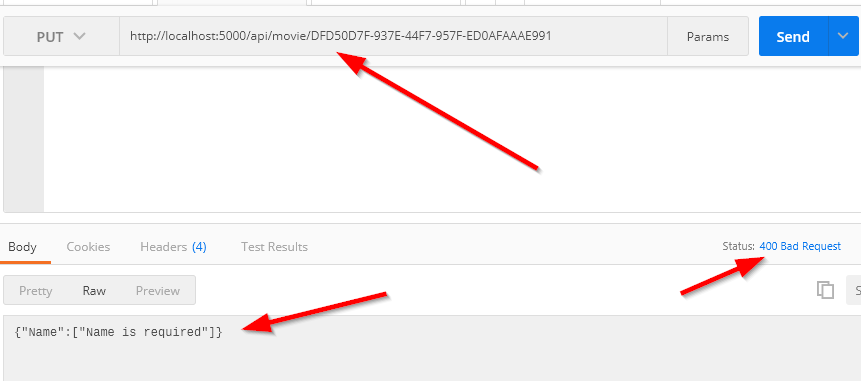 PUT http://localhost:5000/api/movie/DFD50D7F-937E-44F7-957F-ED0AFAAAE991 Params Send
Body Cookies Headers (4) Test Results Status: 400 Bad Request
Pretty Raw Preview S
{"Name":["Name is required"]}